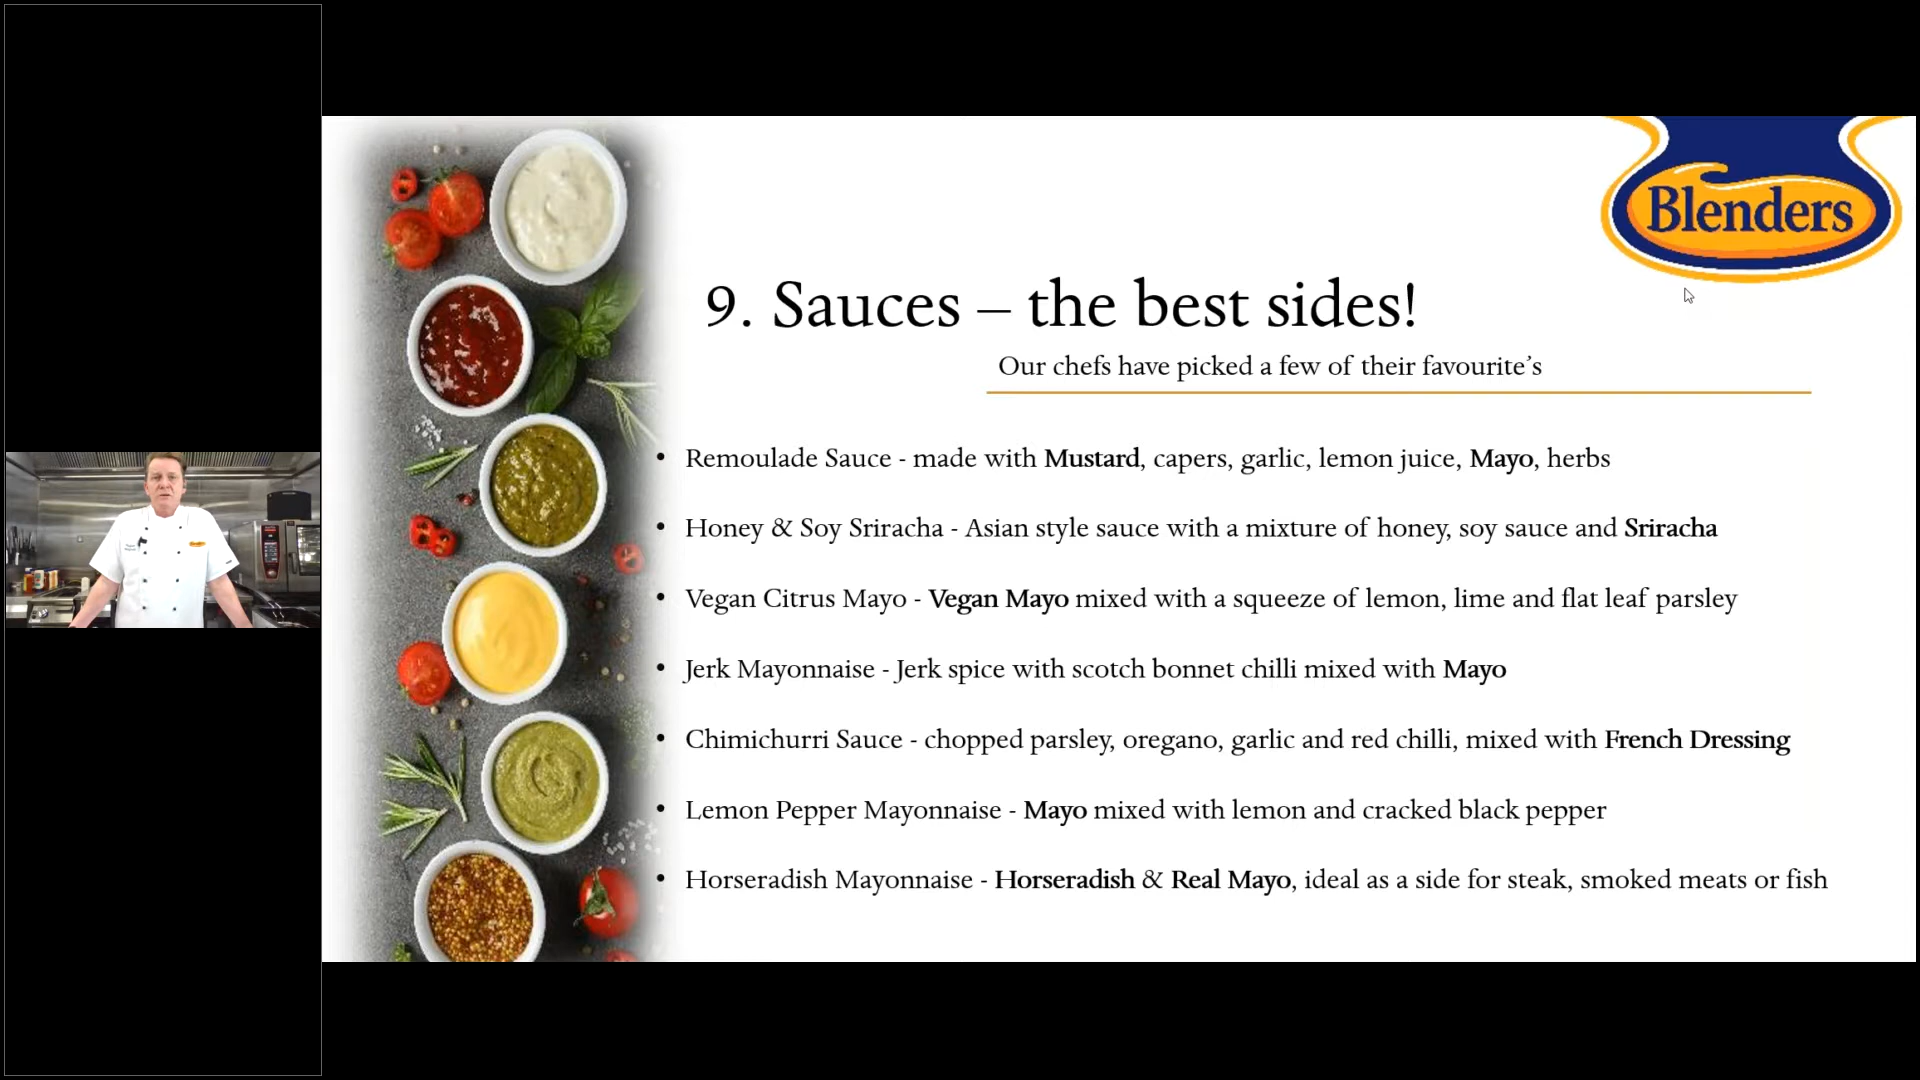 Blenders
9. Sauces – the best sides!
Our chefs have picked a few of their favourite’s
• Remoulade Sauce - made with Mustard, capers, garlic, lemon juice, Mayo, herbs
• Honey & Soy Sriracha - Asian style sauce with a mixture of honey, soy sauce and Sriracha
• Vegan Citrus Mayo - Vegan Mayo mixed with a squeeze of lemon, lime and flat leaf parsley
• Jerk Mayonnaise - Jerk spice with scotch bonnet chilli mixed with Mayo
• Chimichurri Sauce - chopped parsley, oregano, garlic and red chilli, mixed with French Dressing
• Lemon Pepper Mayonnaise - Mayo mixed with lemon and cracked black pepper
• Horseradish Mayonnaise - Horseradish & Real Mayo, ideal as a side for steak, smoked meats or fish